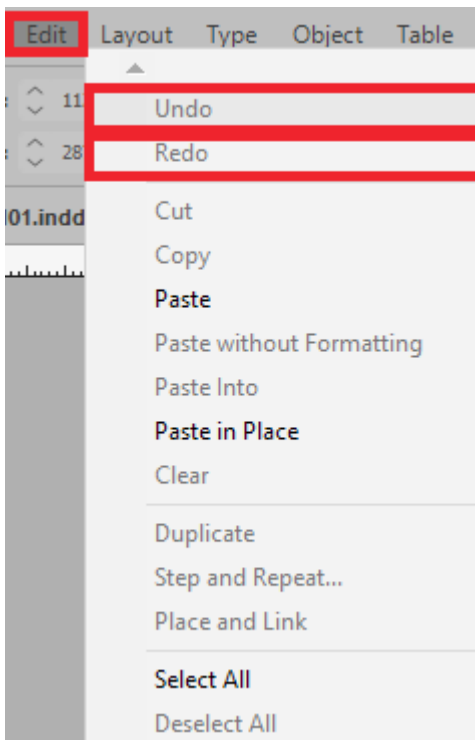 Edit Layout Type Object Table
Undo
11
Redo
28
Cut
01.indd
Copy
Paste
Paste without Formatting
Paste Into
Paste in Place
Clear
Duplicate
Step and Repeat...
Place and Link
Select All
Deselect All